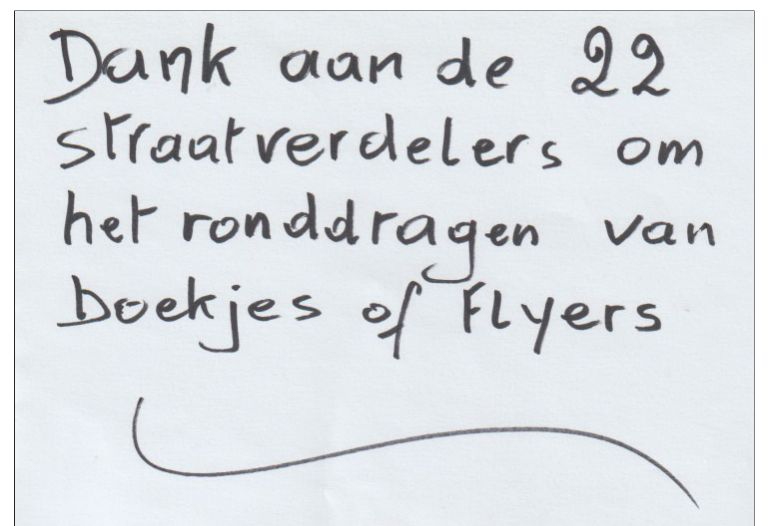 Dank aan de 22
straatverdelers om
het ronddragen van
boekjes of Flyers